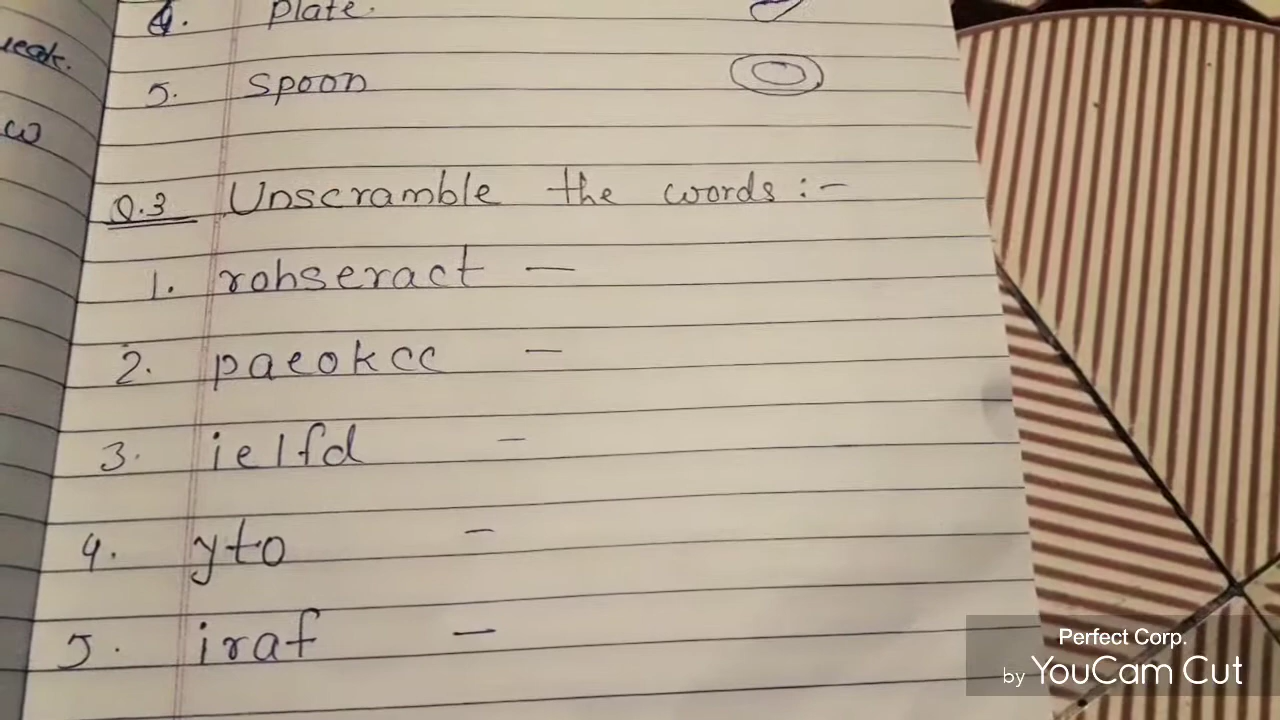 4. Plate.
5. Spoon
Q.3 Unscramble the words :-
1. rohseract —
2. paeokcc —
3. ielfd —
4. yto —
5. iraf —
Perfect Corp.
by YouCam Cut